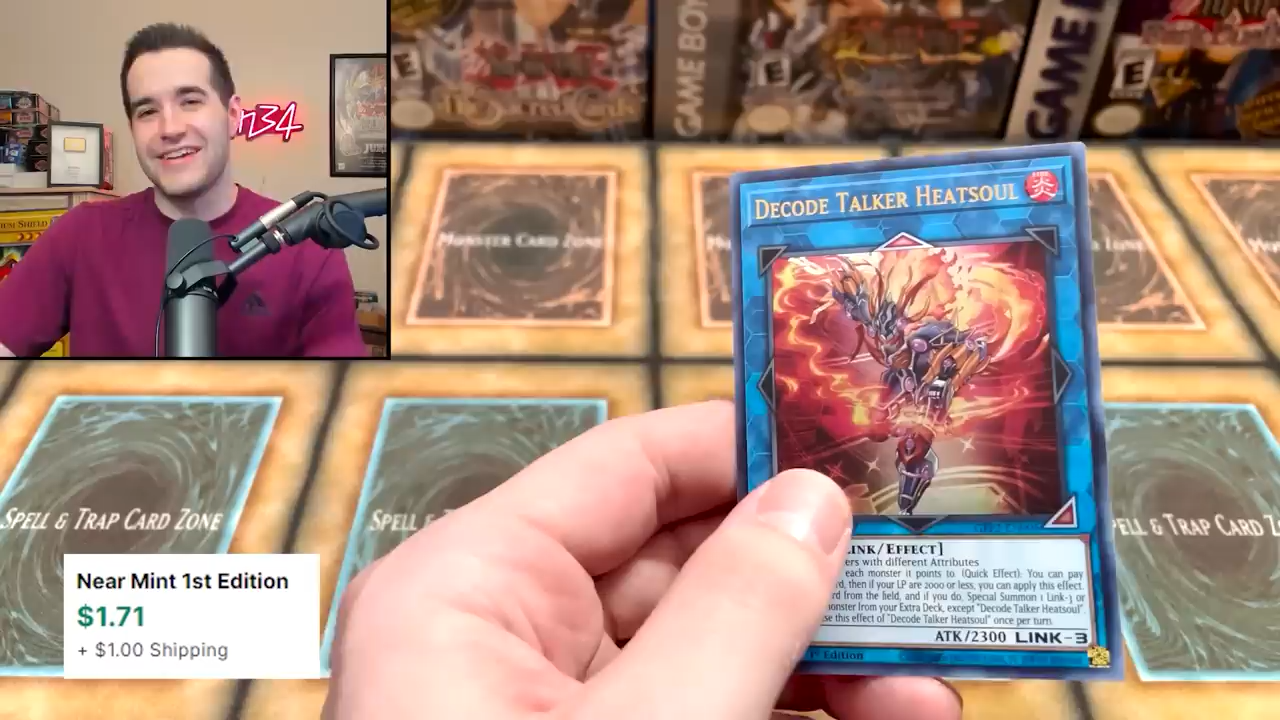 n34
JUMP
GAME BOY
E
E
GAME
E
MONSTER CARD ZONE
DECODE TALKER HEATSOUL
炎
SPELL & TRAP CARD ZONE
SPELL &
PELL & TRAP CARD Z
LINK/EFFECT]
ers with different Attributes
each monster it points to. (Quick Effect): You can pay
, then if your LP are 2000 or less, you can apply this effect.
rd from the field, and if you do, Special Summon 1 Link-3 or
onster from your Extra Deck, except "Decode Talker Heatsoul".
se this effect of "Decode Talker Heatsoul" once per turn.
ATK/2300 LINK-3
Edition
Near Mint 1st Edition
$1.71
+ $1.00 Shipping